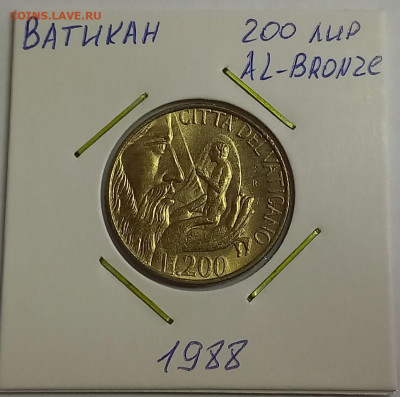 COINS.LAVE.RU
ВАТИКАН
200 ЛИР
AL-BRONZE
CITTA DEL VATICANO
L.200
1988